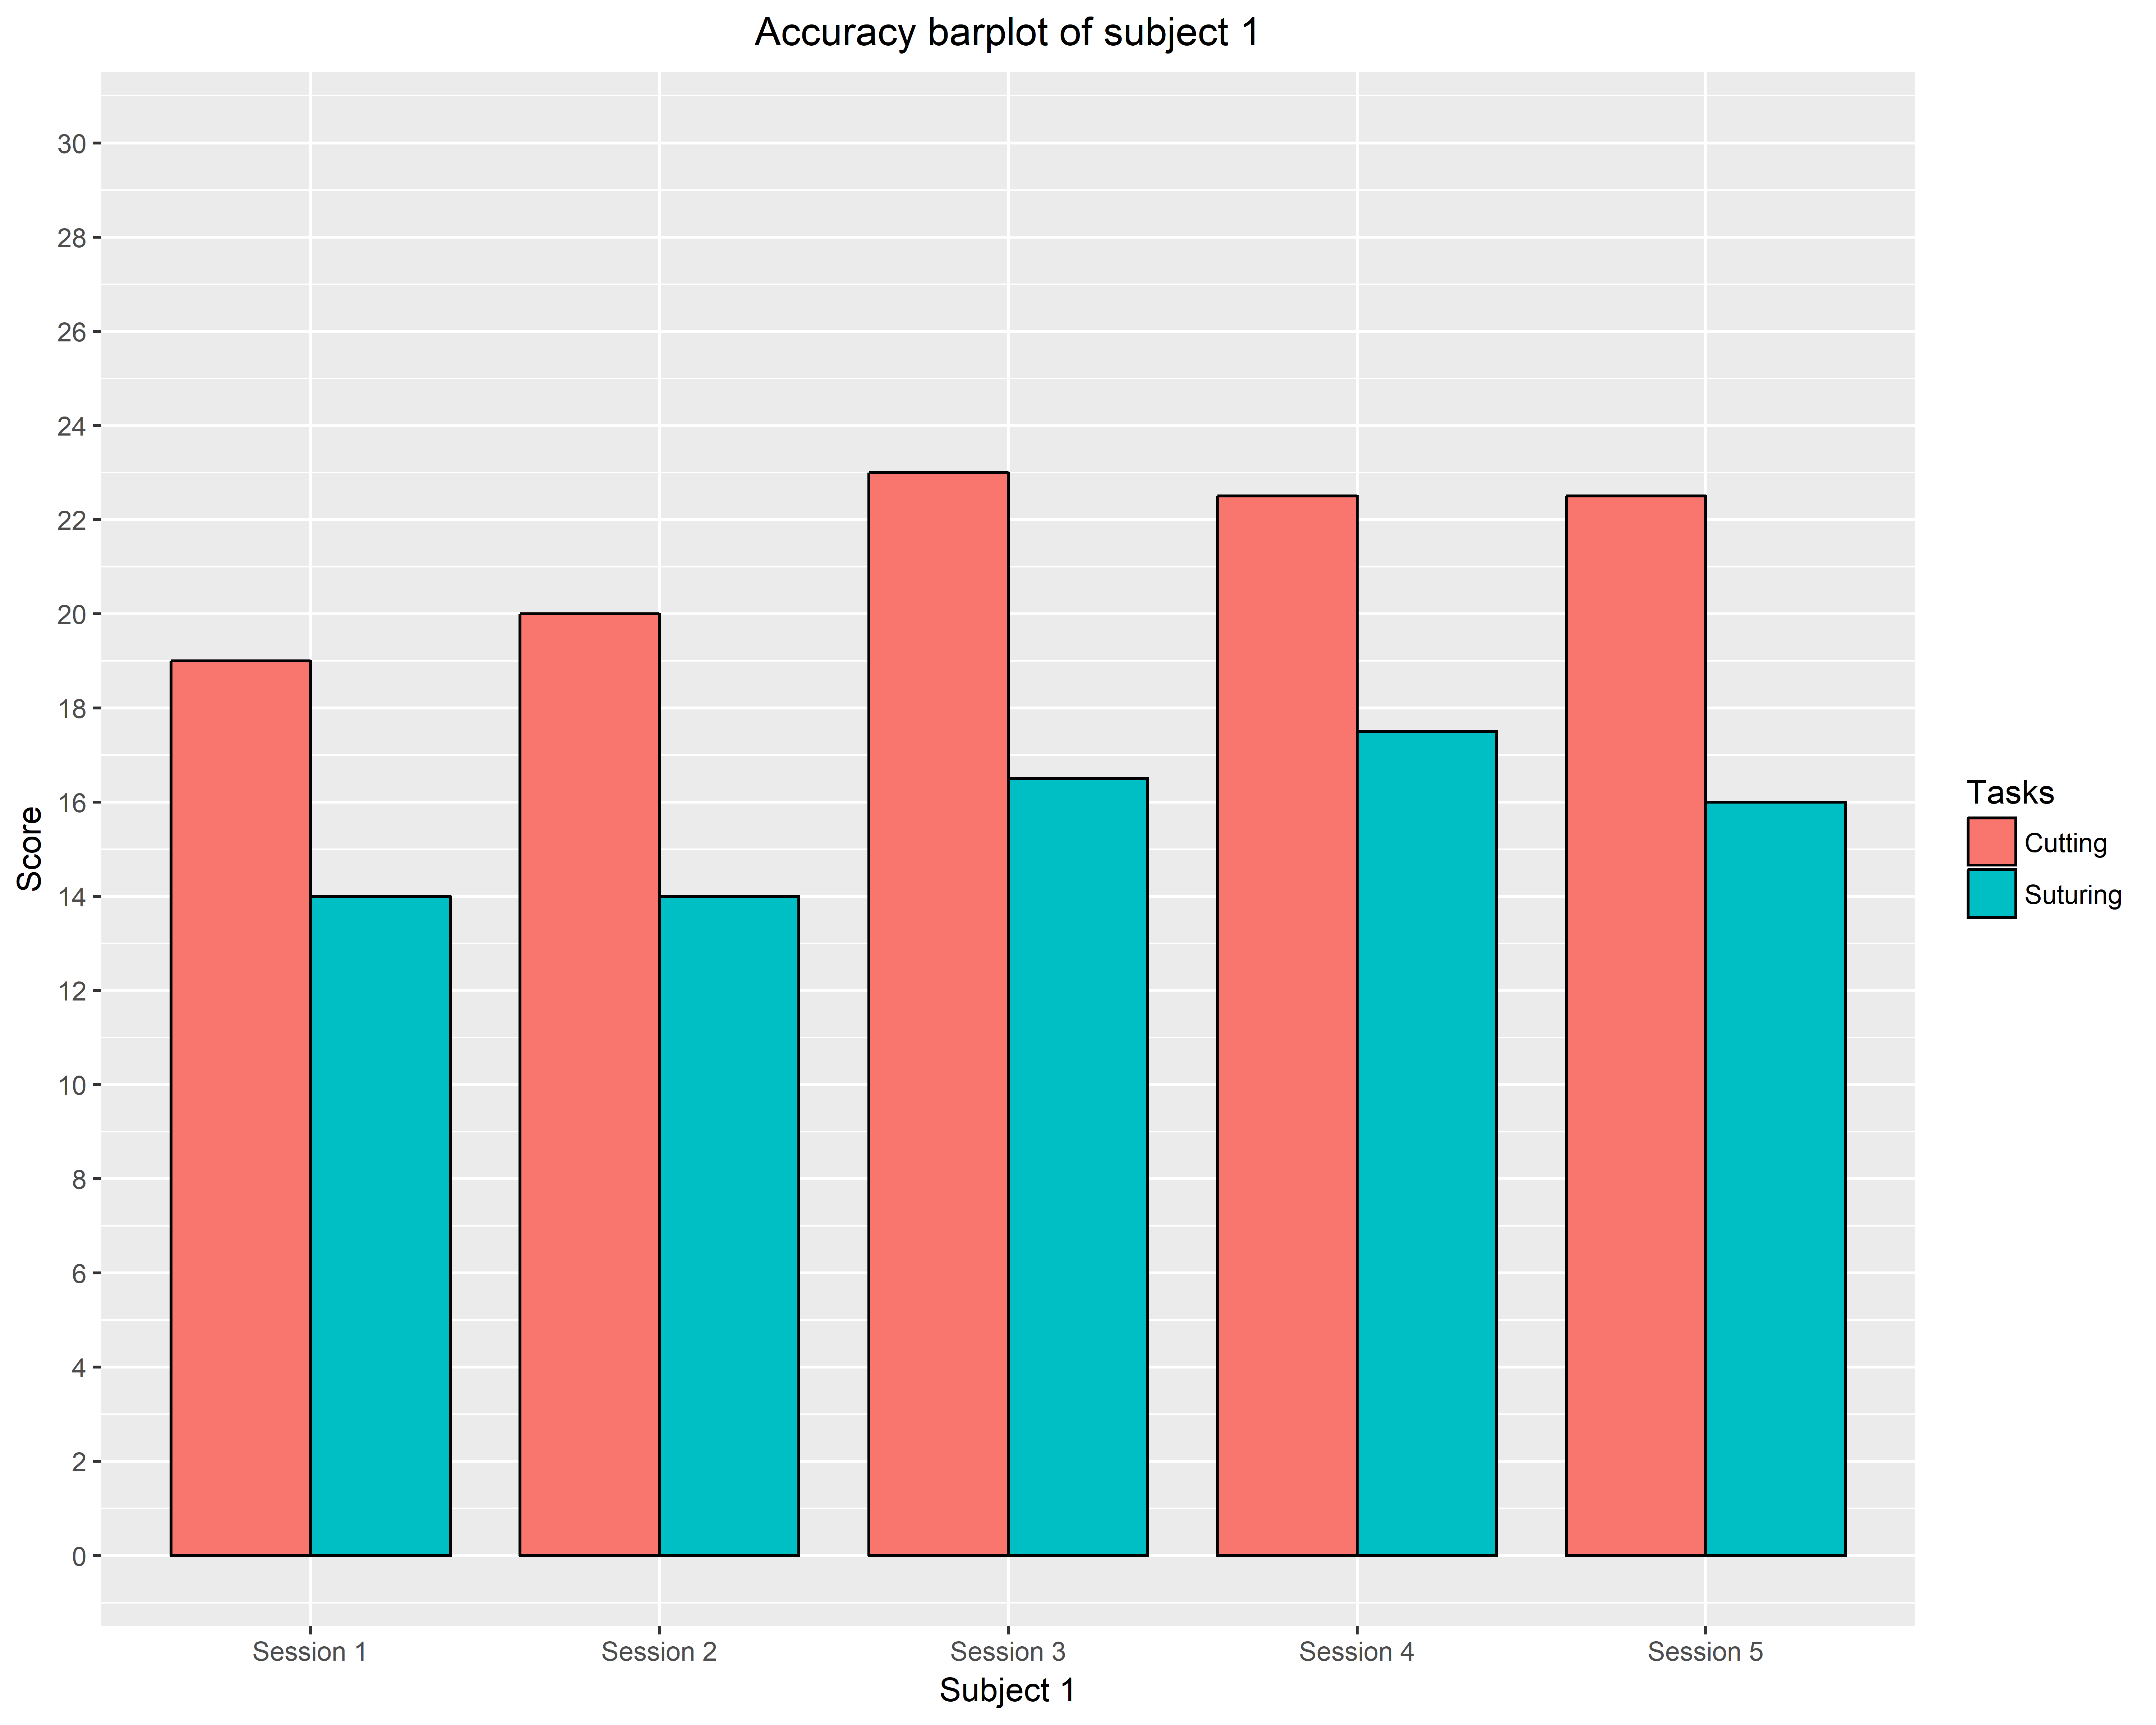 Accuracy barplot of subject 1
30
28
26
24
22
20
18
16
14
12
10
8
6
4
2
0
Score
Session 1 Session 2 Session 3 Session 4 Session 5
Subject 1
Tasks
Cutting
Suturing